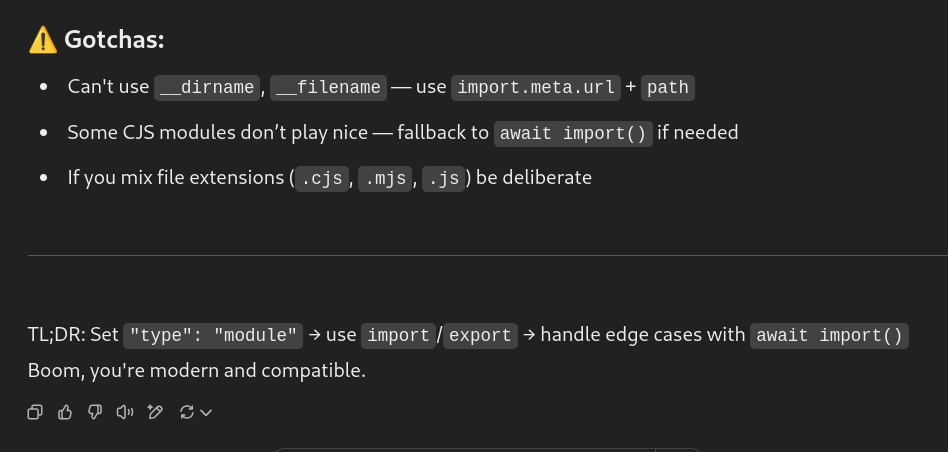 ⚠️ Gotchas:
• Can't use __dirname, __filename — use import.meta.url + path
• Some CJS modules don’t play nice — fallback to await import() if needed
• If you mix file extensions (.cjs, .mjs, .js) be deliberate
TL;DR: Set "type": "module" → use import/export → handle edge cases with await import()
Boom, you're modern and compatible.